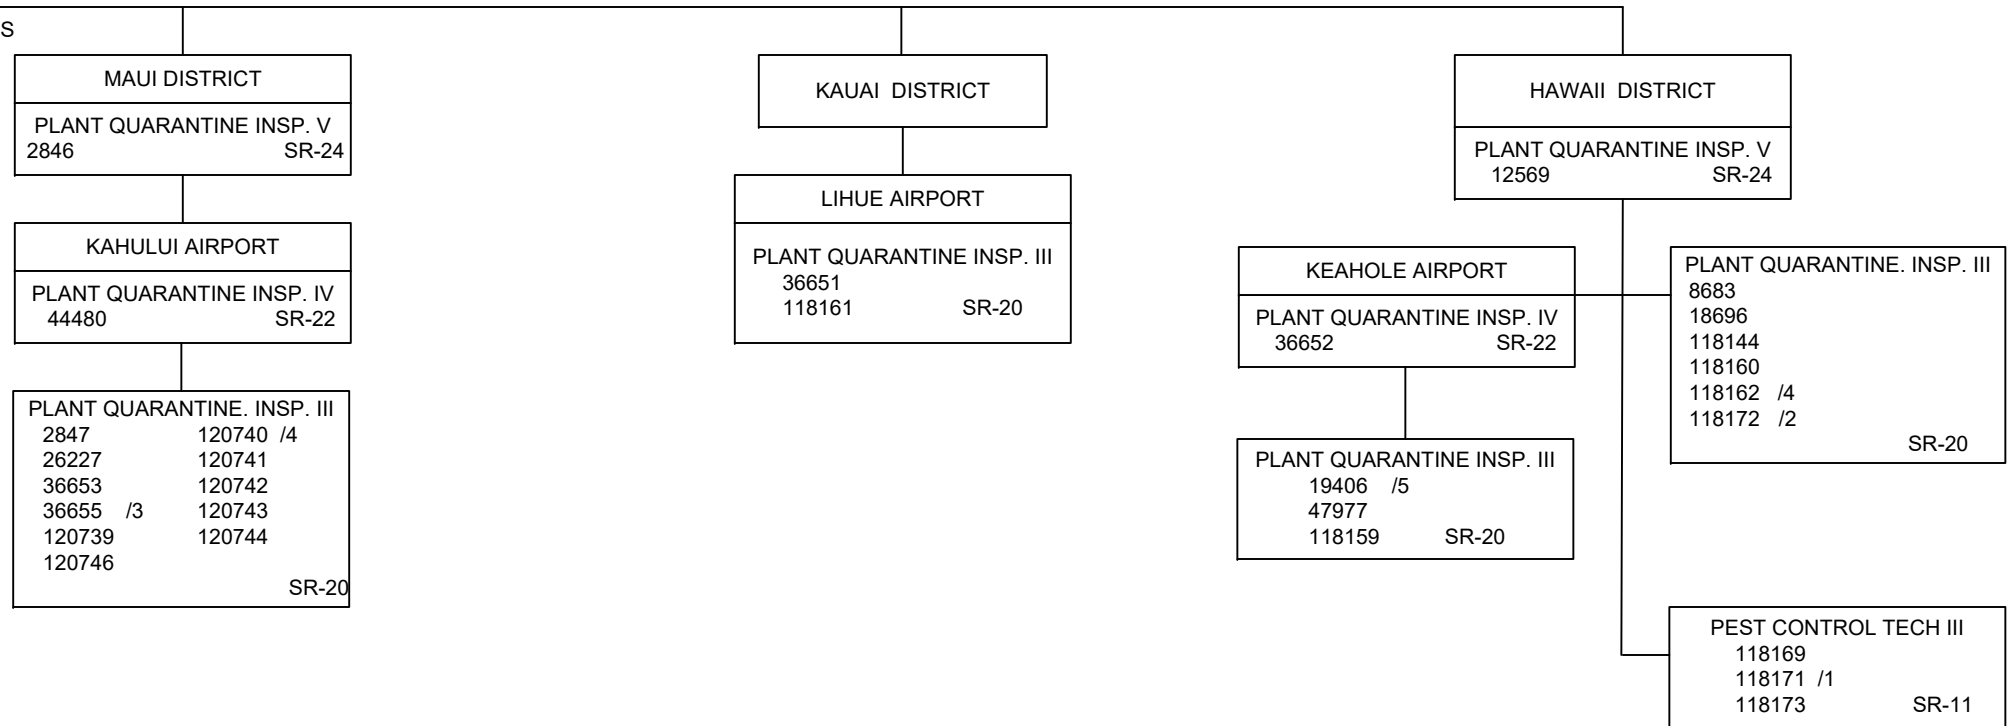 S
MAUI DISTRICT
PLANT QUARANTINE INSP. V
2846 SR-24
KAHULUI AIRPORT
PLANT QUARANTINE INSP. IV
44480 SR-22
PLANT QUARANTINE. INSP. III
2847 120740 /4
26227 120741
36653 120742
36655 /3 120743
120739 120744
120746
SR-20
KAUAI DISTRICT
LIHUE AIRPORT
PLANT QUARANTINE INSP. III
36651
118161 SR-20
HAWAII DISTRICT
PLANT QUARANTINE INSP. V
12569 SR-24
KEAHOLE AIRPORT
PLANT QUARANTINE INSP. IV
36652 SR-22
PLANT QUARANTINE INSP. III
19406 /5
47977
118159 SR-20
PLANT QUARANTINE. INSP. III
8683
18696
118144
118160
118162 /4
118172 /2
SR-20
PEST CONTROL TECH III
118169
118171 /1
118173 SR-11